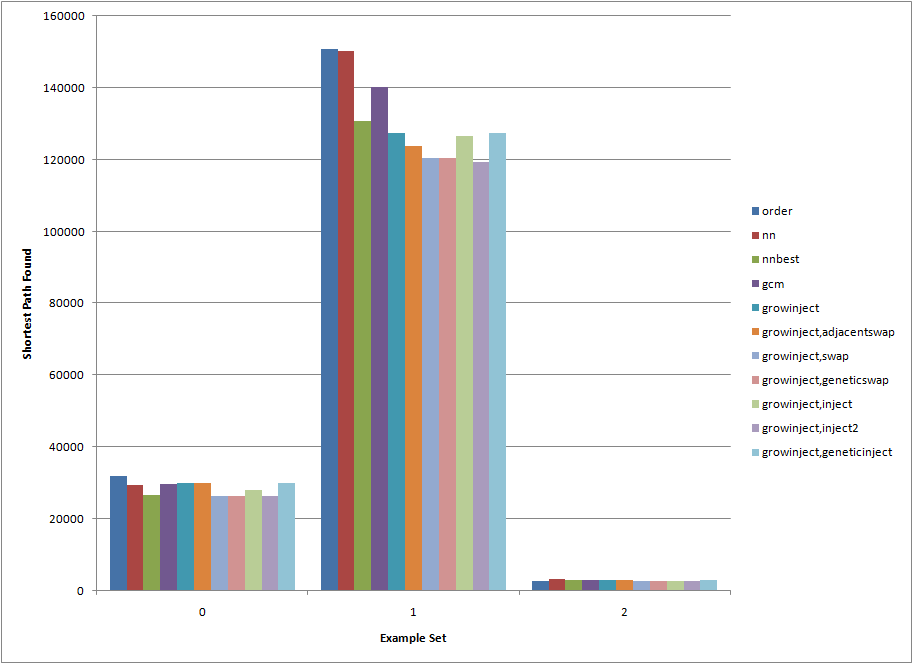 160000
140000
120000
100000
80000
60000
40000
20000
0
Shortest Path Found
0 1 2
Example Set
order
nn
nnbest
gcm
growinject
growinject,adjacentswap
growinject,swap
growinject,geneticswap
growinject,inject
growinject,inject2
growinject,geneticinject